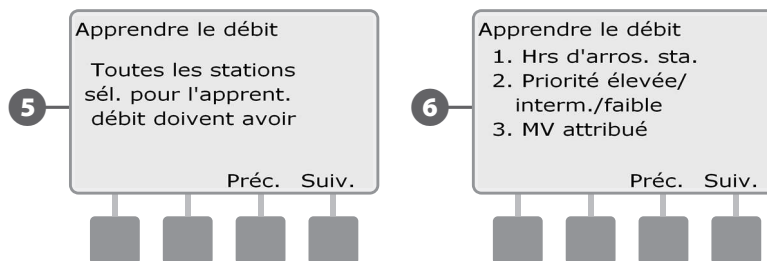 5
Apprendre le débit
Toutes les stations
sél. pour l'apprent.
débit doivent avoir
Préc. Suiv.
6
Apprendre le débit
1. Hrs d'arros. sta.
2. Priorité élevée/
interm./faible
3. MV attribué
Préc. Suiv.